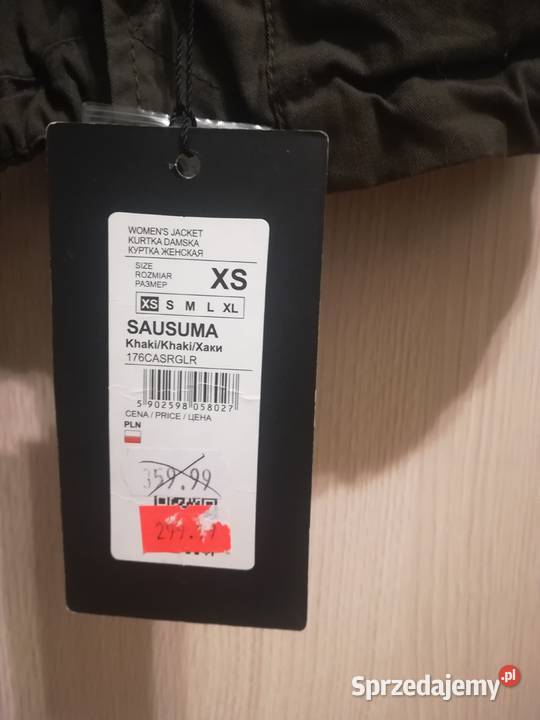 WOMEN'S JACKET
KURTKA DAMSKA
КУРТКА ЖЕНСКАЯ
SIZE
ROZMIAR
РАЗМЕР
XS
XS S M L XL
SAUSUMA
Khaki/Khaki/Хаки
176CASRGLR
5 902598 058027
CENA / PRICE / ЦЕНА
PLN
359.99
Sprzedajemy.pl